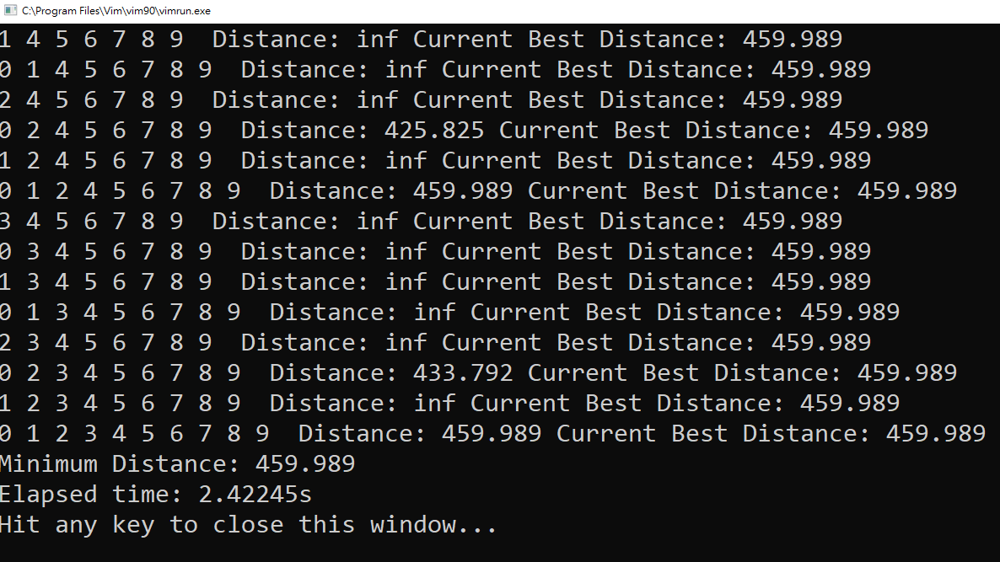 C:\Program Files\Vim\vim90\vimrun.exe
1 4 5 6 7 8 9  Distance: inf Current Best Distance: 459.989
0 1 4 5 6 7 8 9  Distance: inf Current Best Distance: 459.989
2 4 5 6 7 8 9  Distance: inf Current Best Distance: 459.989
0 2 4 5 6 7 8 9  Distance: 425.825 Current Best Distance: 459.989
1 2 4 5 6 7 8 9  Distance: inf Current Best Distance: 459.989
0 1 2 4 5 6 7 8 9  Distance: 459.989 Current Best Distance: 459.989
3 4 5 6 7 8 9  Distance: inf Current Best Distance: 459.989
0 3 4 5 6 7 8 9  Distance: inf Current Best Distance: 459.989
1 3 4 5 6 7 8 9  Distance: inf Current Best Distance: 459.989
0 1 3 4 5 6 7 8 9  Distance: inf Current Best Distance: 459.989
2 3 4 5 6 7 8 9  Distance: inf Current Best Distance: 459.989
0 2 3 4 5 6 7 8 9  Distance: 433.792 Current Best Distance: 459.989
1 2 3 4 5 6 7 8 9  Distance: inf Current Best Distance: 459.989
0 1 2 3 4 5 6 7 8 9  Distance: 459.989 Current Best Distance: 459.989
Minimum Distance: 459.989
Elapsed time: 2.42245s
Hit any key to close this window...